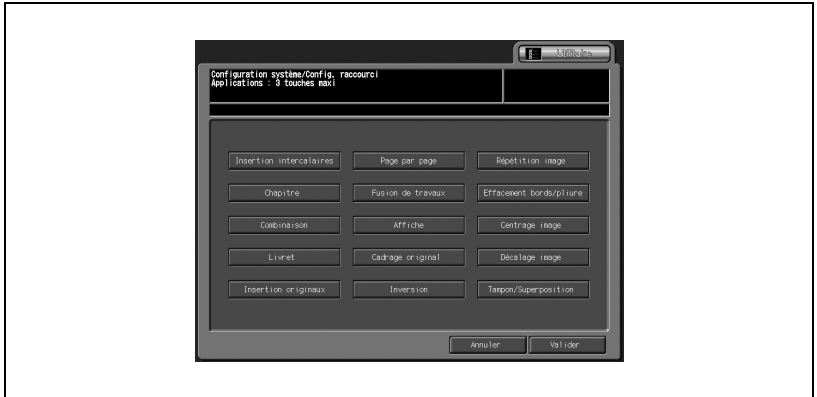 Utilitaire
Configuration système/Config. raccourci
Applications : 3 touches maxi
Insertion intercalaires Page par page Répétition image
Chapitre Fusion de travaux Effacement bords/pliure
Combinaison Affiche Centrage image
Livret Cadrage original Décalage image
Insertion originaux Inversion Tampon/Superposition
Annuler Valider